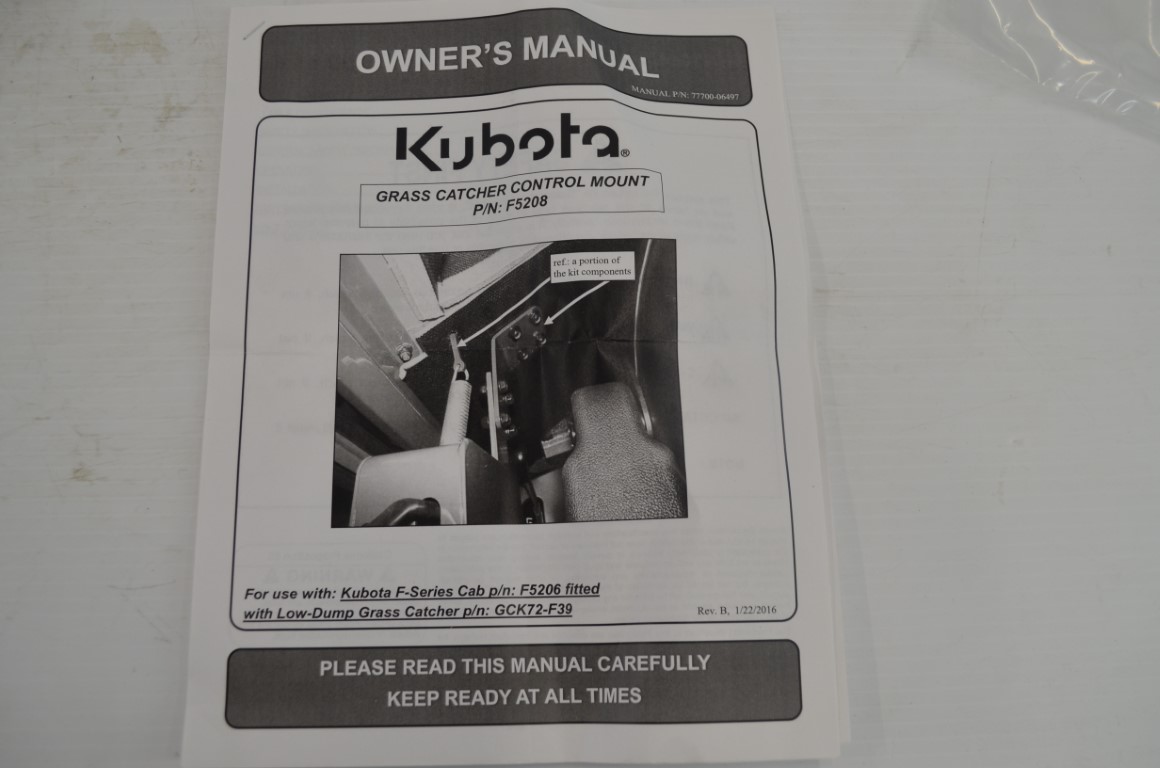 OWNER'S MANUAL
MANUAL P/N: 77700-06497
Kubota®
GRASS CATCHER CONTROL MOUNT
P/N: F5208
ref.: a portion of
the kit components
For use with: Kubota F-Series Cab p/n: F5206 fitted
with Low-Dump Grass Catcher p/n: GCK72-F39
Rev. B, 1/22/2016
PLEASE READ THIS MANUAL CAREFULLY
KEEP READY AT ALL TIMES